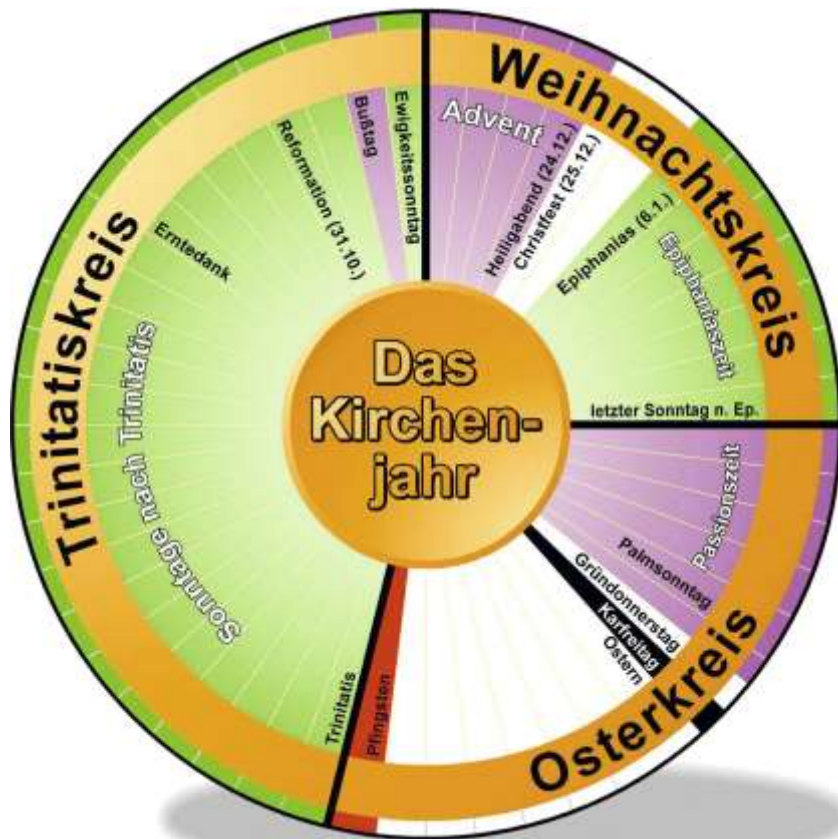 Das
Kirchen-
jahr
Weihnachtskreis
Advent
Heiligabend (24.12.)
Christfest (25.12.)
Epiphanias (6.1.)
Epiphaniaszeit
letzter Sonntag n. Ep.
Osterkreis
Passionszeit
Palmsonntag
Gründonnerstag
Karfreitag
Ostern
Pfingsten
Trinitatiskreis
Trinitatis
Sonntage nach Trinitatis
Erntedank
Reformation (31.10.)
Bußtag
Ewigkeitssonntag